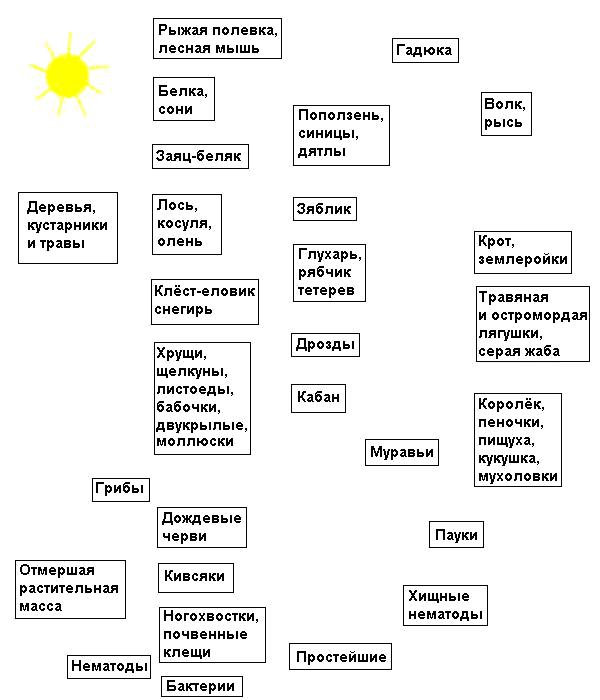 Рыжая полевка,
лесная мышь
Гадюка
Белка,
сони
Поползень,
синицы,
дятлы
Волк,
рысь
Заяц-беляк
Деревья,
кустарники
и травы
Лось,
косуля,
олень
Зяблик
Глухарь,
рябчик
тетерев
Крот,
землеройки
Клёст-еловик
снегирь
Травяная
и остромордая
лягушки,
серая жаба
Хрущи,
щелкуны,
листоеды,
бабочки,
двукрылые,
моллюски
Дрозды
Кабан
Королёк,
пеночки,
пищуха,
кукушка,
мухоловки
Муравьи
Грибы
Дождевые
черви
Пауки
Отмершая
растительная
масса
Кивсяки
Хищные
нематоды
Ногохвостки,
почвенные
клещи
Простейшие
Нематоды
Бактерии